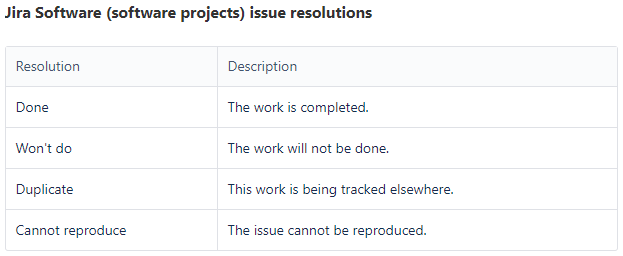 Jira Software (software projects) issue resolutions
Resolution Description
Done The work is completed.
Won't do The work will not be done.
Duplicate This work is being tracked elsewhere.
Cannot reproduce The issue cannot be reproduced.